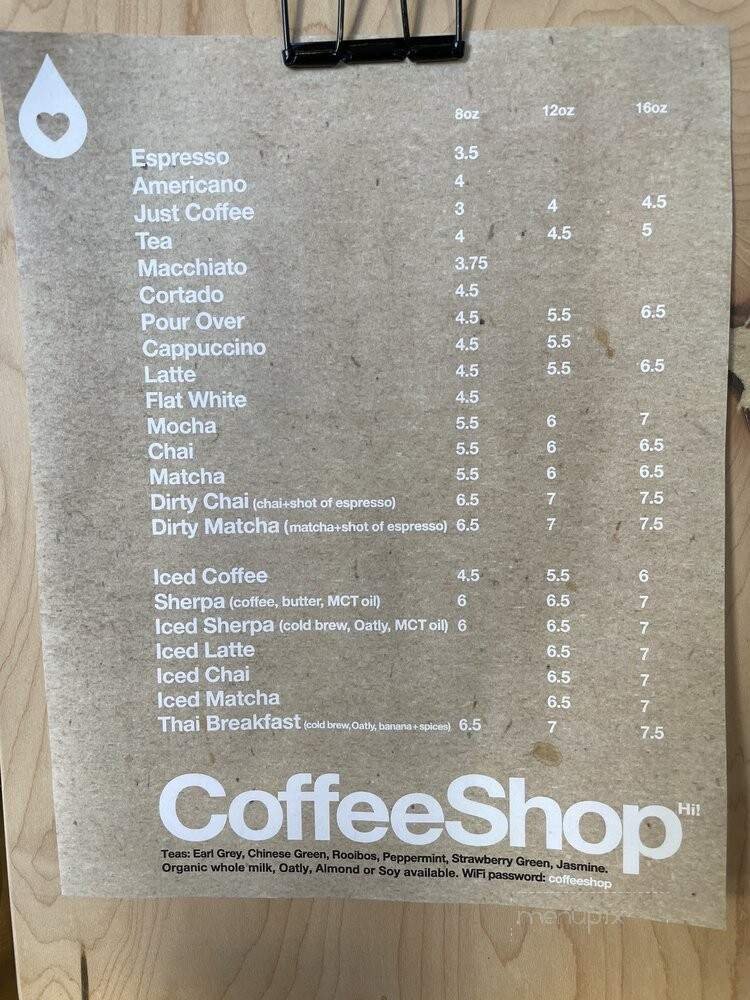 8oz 12oz 16oz
Espresso 3.5
Americano 4
Just Coffee 3 4 4.5
Tea 4 4.5 5
Macchiato 3.75
Cortado 4.5
Pour Over 4.5 5.5 6.5
Cappuccino 4.5 5.5
Latte 4.5 5.5 6.5
Flat White 4.5
Mocha 5.5 6 7
Chai 5.5 6 6.5
Matcha 5.5 6 6.5
Dirty Chai (chai+shot of espresso) 6.5 7 7.5
Dirty Matcha (matcha+shot of espresso) 6.5 7 7.5
Iced Coffee 4.5 5.5 6
Sherpa (coffee, butter, MCT oil) 6 6.5 7
Iced Sherpa (cold brew, Oatly, MCT oil) 6 6.5 7
Iced Latte 6.5 7
Iced Chai 6.5 7
Iced Matcha 6.5 7
Thai Breakfast (cold brew, Oatly, banana + spices) 6.5 7 7.5
CoffeeShop Hi!
Teas: Earl Grey, Chinese Green, Rooibos, Peppermint, Strawberry Green, Jasmine.
Organic whole milk, Oatly, Almond or Soy available. WiFi password: coffeeshop
menupix